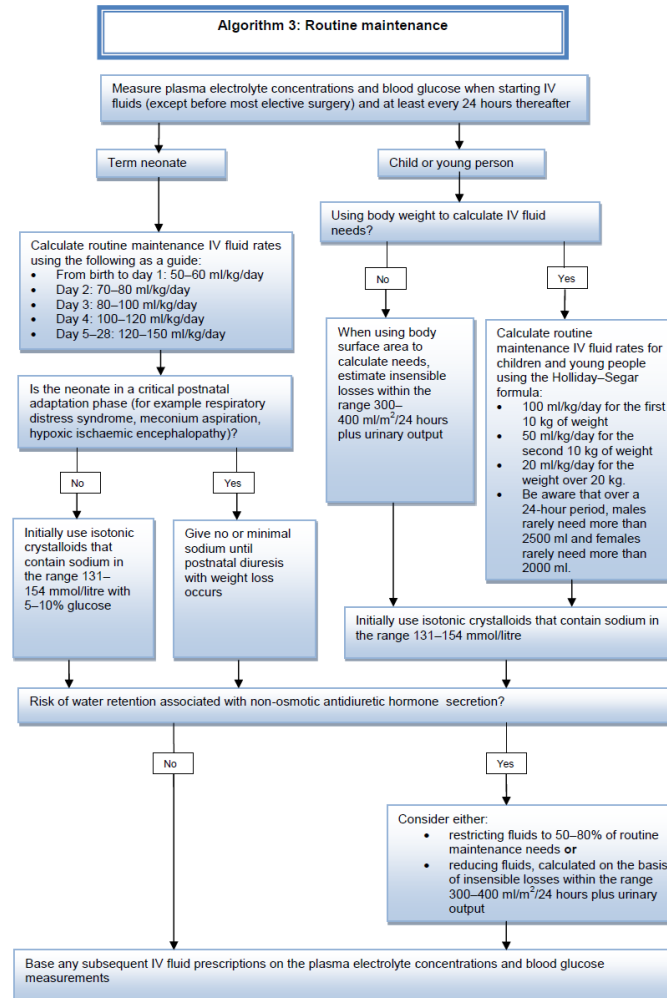 Algorithm 3: Routine maintenance
Measure plasma electrolyte concentrations and blood glucose when starting IV
fluids (except before most elective surgery) and at least every 24 hours thereafter
Term neonate
Child or young person
Using body weight to calculate IV fluid
needs?
Calculate routine maintenance IV fluid rates
using the following as a guide:
• From birth to day 1: 50–60 ml/kg/day
• Day 2: 70–80 ml/kg/day
• Day 3: 80–100 ml/kg/day
• Day 4: 100–120 ml/kg/day
• Day 5–28: 120–150 ml/kg/day
No
Yes
When using body
surface area to
calculate needs,
estimate insensible
losses within the
range 300–
400 ml/m²/24 hours
plus urinary output
Calculate routine
maintenance IV fluid rates for
children and young people
using the Holliday–Segar
formula:
• 100 ml/kg/day for the first
10 kg of weight
• 50 ml/kg/day for the
second 10 kg of weight
• 20 ml/kg/day for the
weight over 20 kg.
• Be aware that over a
24-hour period, males
rarely need more than
2500 ml and females
rarely need more than
2000 ml.
Is the neonate in a critical postnatal
adaptation phase (for example respiratory
distress syndrome, meconium aspiration,
hypoxic ischaemic encephalopathy)?
No
Yes
Initially use isotonic
crystalloids that
contain sodium in
the range 131–
154 mmol/litre with
5–10% glucose
Give no or minimal
sodium until
postnatal diuresis
with weight loss
occurs
Initially use isotonic crystalloids that contain sodium in
the range 131–154 mmol/litre
Risk of water retention associated with non-osmotic antidiuretic hormone secretion?
No
Yes
Consider either:
• restricting fluids to 50–80% of routine
maintenance needs or
• reducing fluids, calculated on the basis
of insensible losses within the range
300–400 ml/m²/24 hours plus urinary
output
Base any subsequent IV fluid prescriptions on the plasma electrolyte concentrations and blood glucose
measurements